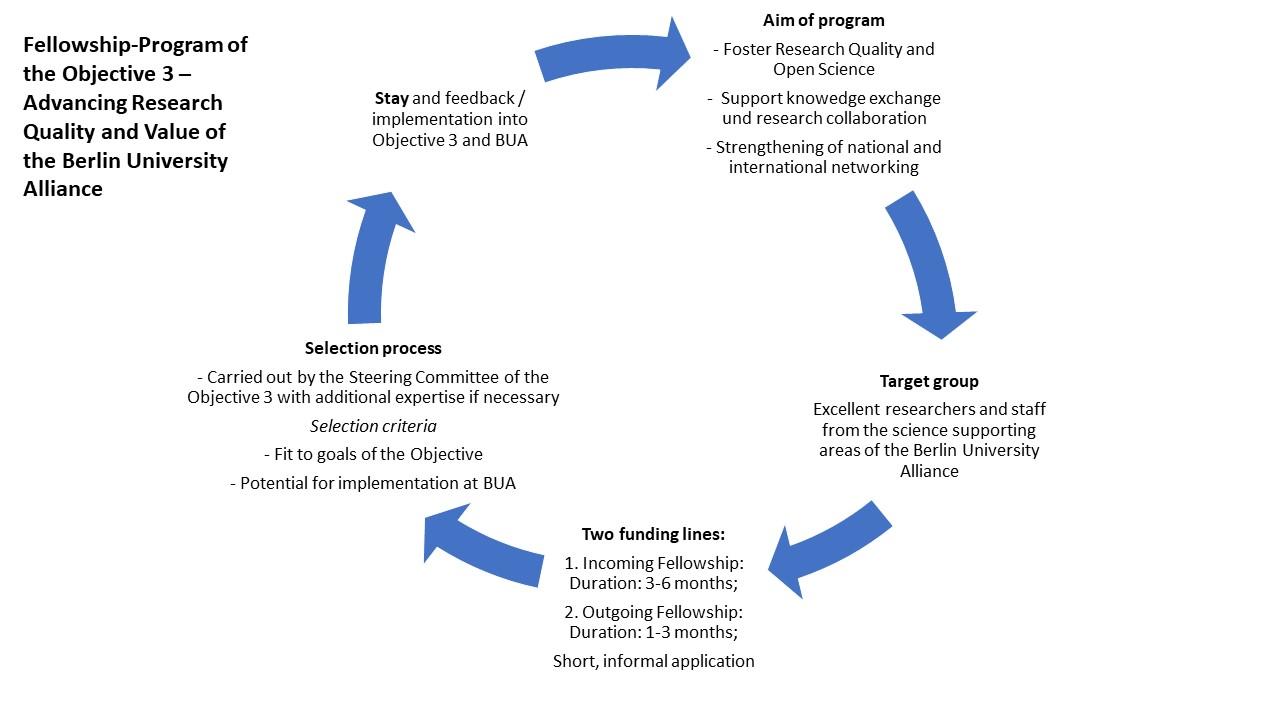 Fellowship-Program of
the Objective 3 –
Advancing Research
Quality and Value of
the Berlin University
Alliance
Aim of program
- Foster Research Quality and
Open Science
- Support knowedge exchange
und research collaboration
- Strengthening of national and
international networking
Target group
Excellent researchers and staff
from the science supporting
areas of the Berlin University
Alliance
Two funding lines:
1. Incoming Fellowship:
Duration: 3-6 months;
2. Outgoing Fellowship:
Duration: 1-3 months;
Short, informal application
Selection process
- Carried out by the Steering Committee of the
Objective 3 with additional expertise if necessary
Selection criteria
- Fit to goals of the Objective
- Potential for implementation at BUA
Stay and feedback /
implementation into
Objective 3 and BUA